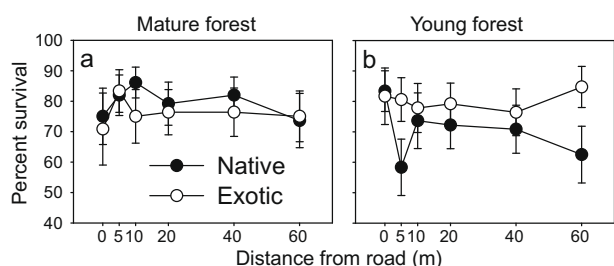 Mature forest
Young forest
Percent survival
100
90
80
70
60
50
40
a
b
Native
Exotic
0 5 10 20 40 60
0 5 10 20 40 60
Distance from road (m)